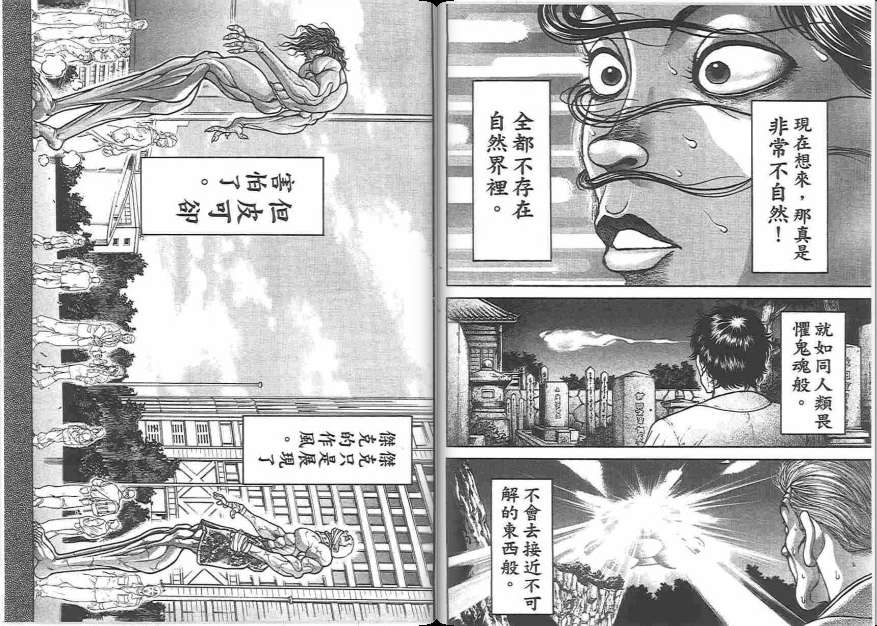 現在想來，那真是
非常不自然！
全都不存在
自然界裡。
就如同人類畏
懼鬼魂般。
不會去接近不可
解的東西般。
傑克只是展現了
傑克的作風。
但皮可卻
害怕了。